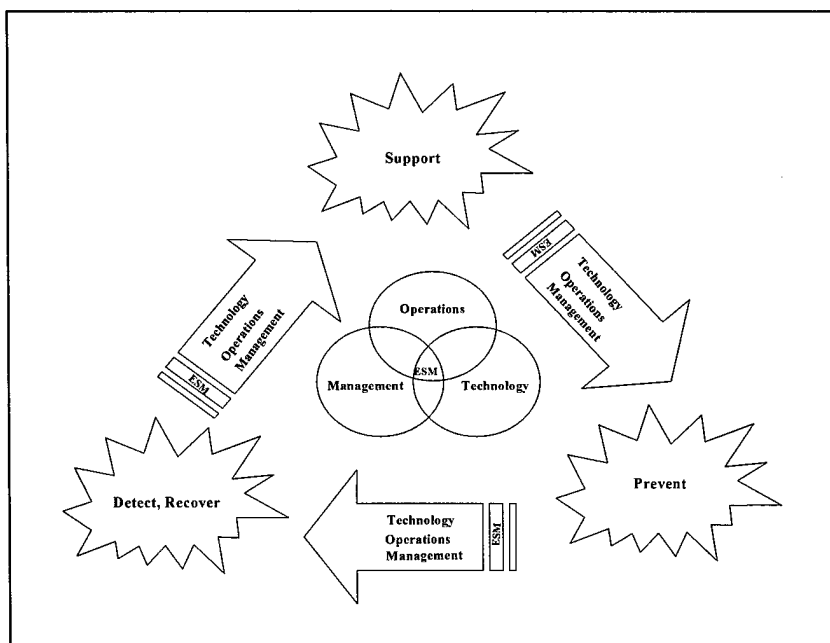 Support
ESM
Technology
Operations
Management
Technology
Operations
Management
ESM
Operations
ESM
Management
Technology
Detect, Recover
Technology
Operations
Management
ESM
Prevent